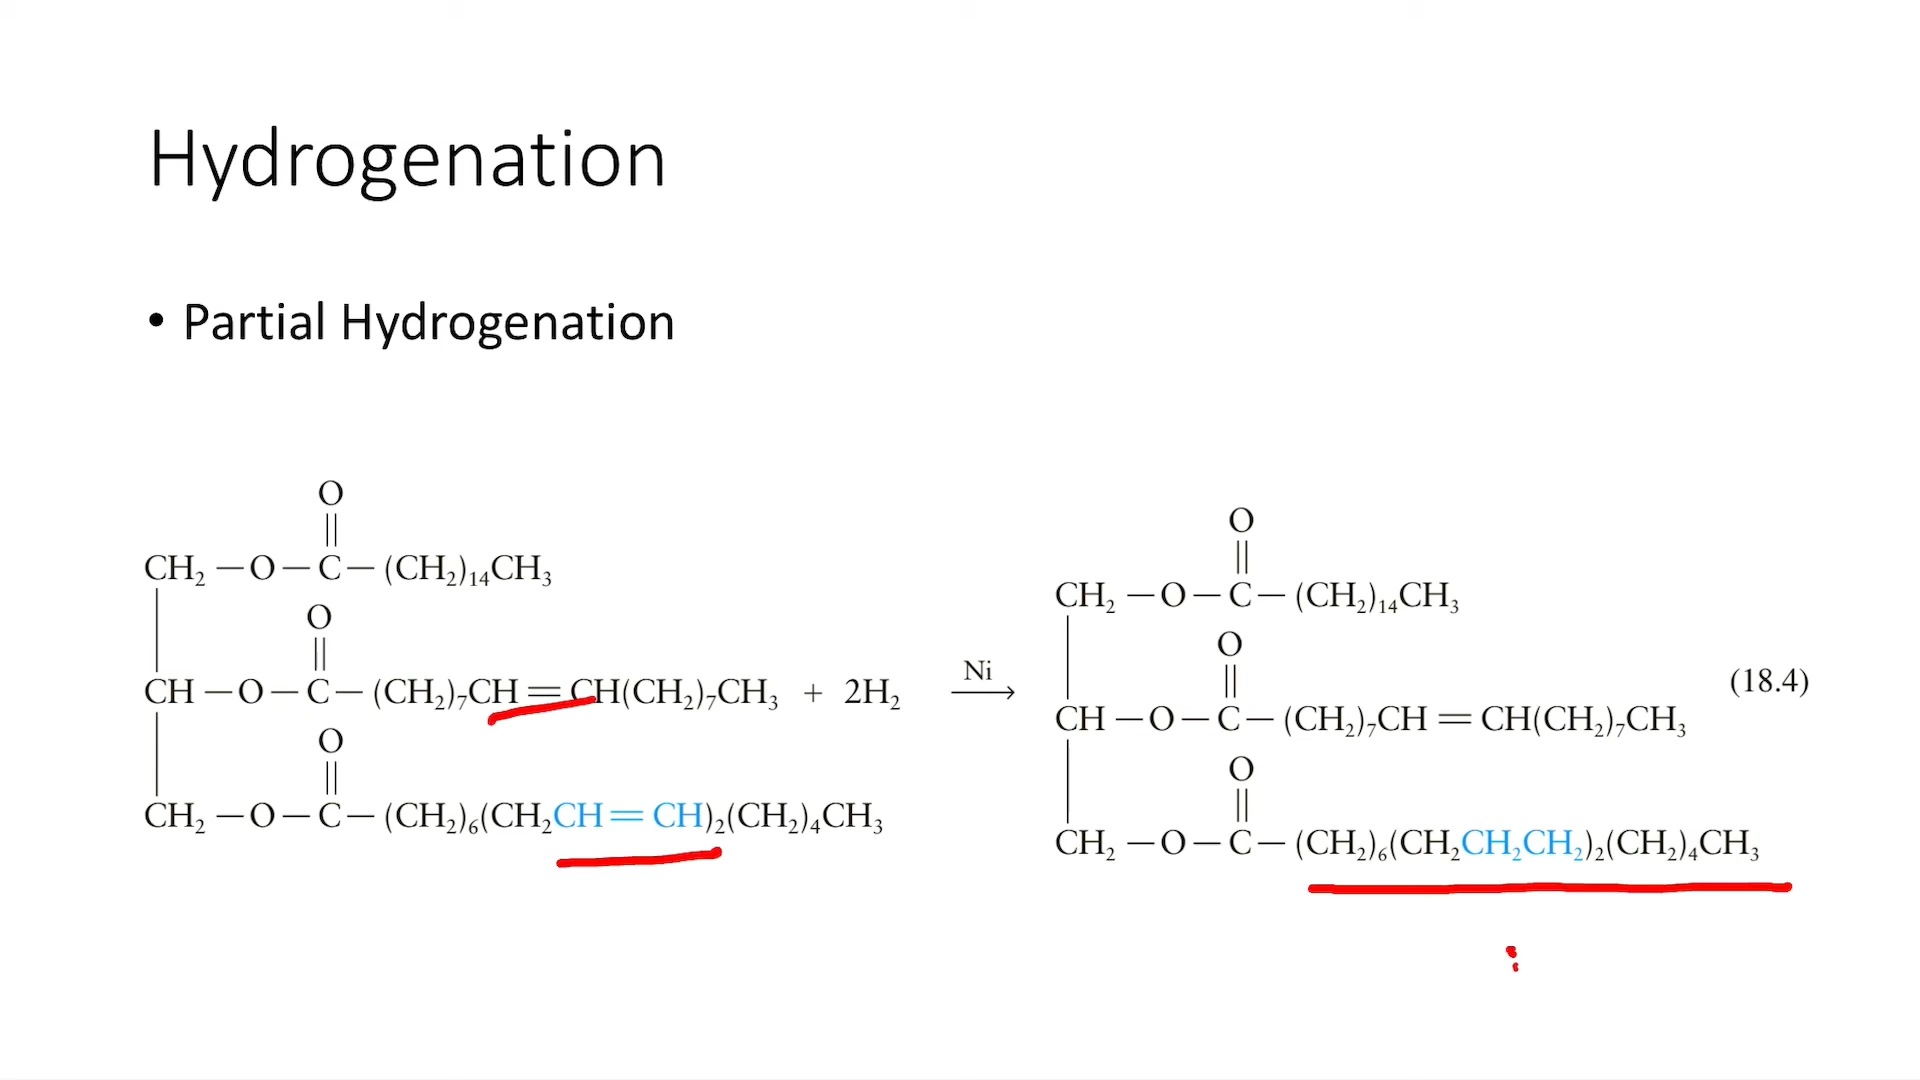 Hydrogenation
• Partial Hydrogenation
O
||
CH₂ — O — C — (CH₂)₁₄CH₃
O
||
CH — O — C — (CH₂)₇CH = CH(CH₂)₇CH₃ + 2H₂
O
||
CH₂ — O — C — (CH₂)₆(CH₂CH = CH)₂(CH₂)₄CH₃
Ni
→
O
||
CH₂ — O — C — (CH₂)₁₄CH₃
O
||
CH — O — C — (CH₂)₇CH = CH(CH₂)₇CH₃
O
||
CH₂ — O — C — (CH₂)₆(CH₂CH₂CH₂)₂(CH₂)₄CH₃
(18.4)